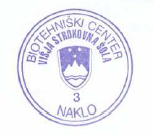 BIOTEHNIŠKI CENTER
VIŠJA STROKOVNA ŠOLA
3
NAKLO